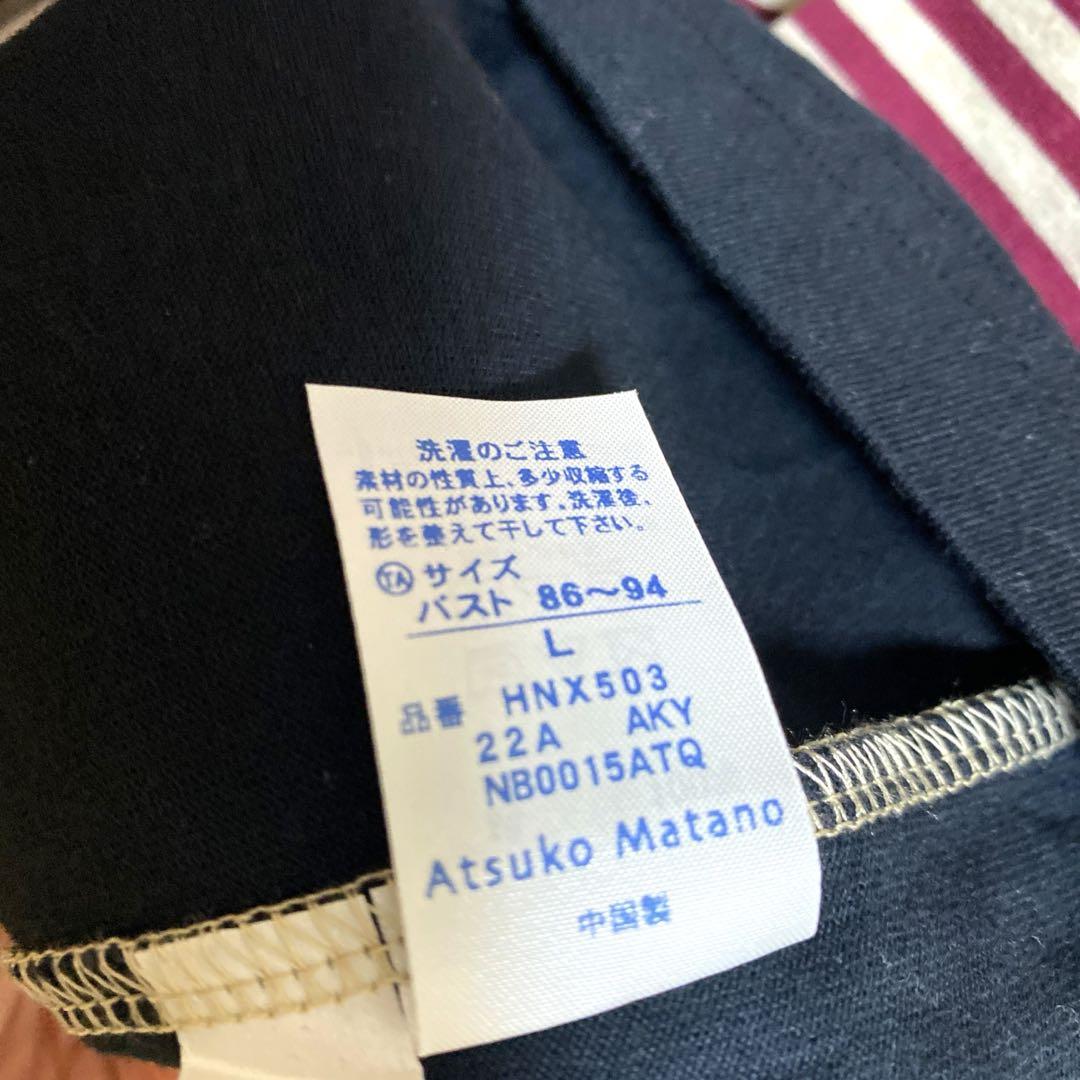 洗濯のご注意
素材の性質上、多少収縮する
可能性があります。洗濯後、
形を整えて干して下さい。
TA サイズ
バスト 86〜94
L
品番 HNX503
22A AKY
NB0015ATQ
Atsuko Matano
中国製